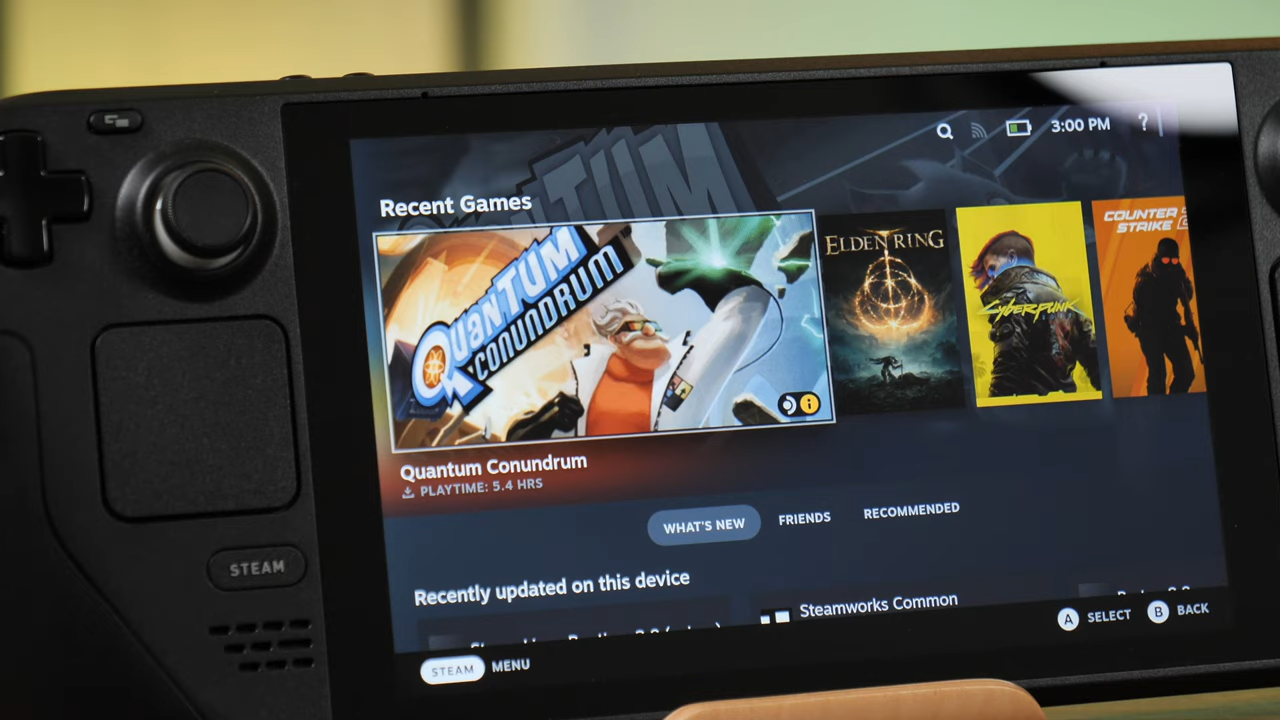 3:00 PM
?
Recent Games
QUANTUM
QUANTUM
CONUNDRUM
ELDEN RING
Cyberpunk
COUNTER
STRIKE
Quantum Conundrum
PLAYTIME: 5.4 HRS
WHAT'S NEW
FRIENDS
RECOMMENDED
Recently updated on this device
Steamworks Common
A SELECT
B BACK
STEAM
STEAM MENU